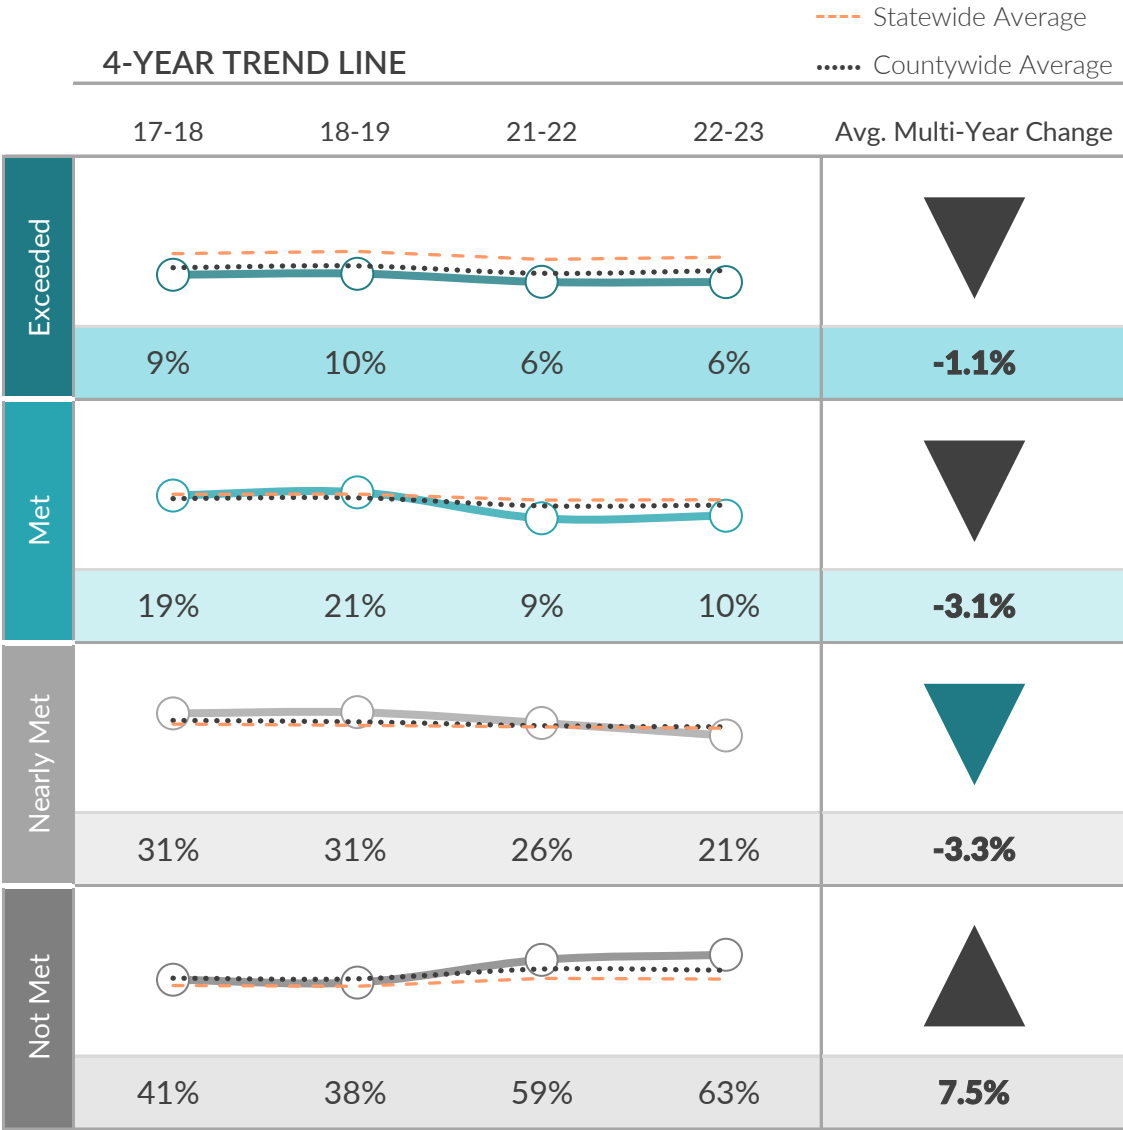 Statewide Average
4-YEAR TREND LINE
Countywide Average
17-18 18-19 21-22 22-23 Avg. Multi-Year Change
Exceeded
9% 10% 6% 6% -1.1%
Met
19% 21% 9% 10% -3.1%
Nearly Met
31% 31% 26% 21% -3.3%
Not Met
41% 38% 59% 63% 7.5%